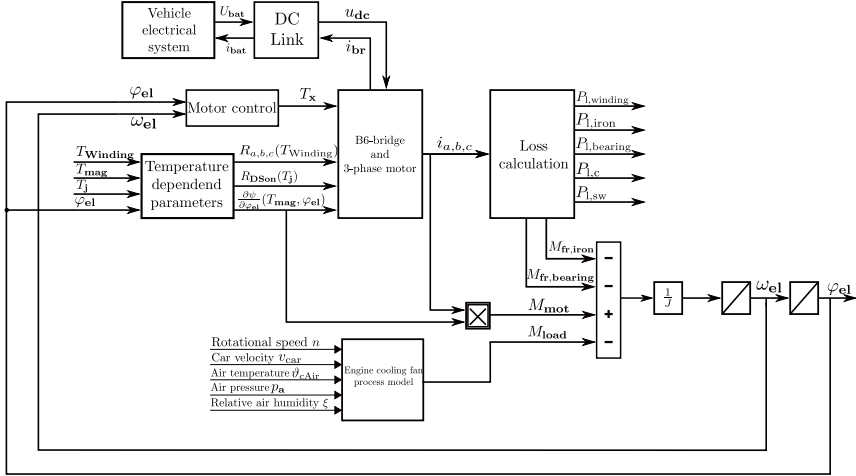 Vehicle
electrical
system
U_bat
i_bat
DC
Link
u_dc
i_br
φ_el
ω_el
Motor control
T_x
B6-bridge
and
3-phase motor
T_Winding
T_mag
T_j
φ_el
Temperature
dependend
parameters
R_a,b,c(T_Winding)
R_DSon(T_j)
∂ψ/∂φ_el(T_mag, φ_el)
i_a,b,c
Loss
calculation
P_l,winding
P_l,iron
P_l,bearing
P_l,c
P_l,sw
M_fr,iron
M_fr,bearing
M_mot
M_load
−
−
+
−
1/J
ω_el
φ_el
Rotational speed n
Car velocity v_car
Air temperature ϑ_cAir
Air pressure p_a
Relative air humidity ξ
Engine cooling fan
process model